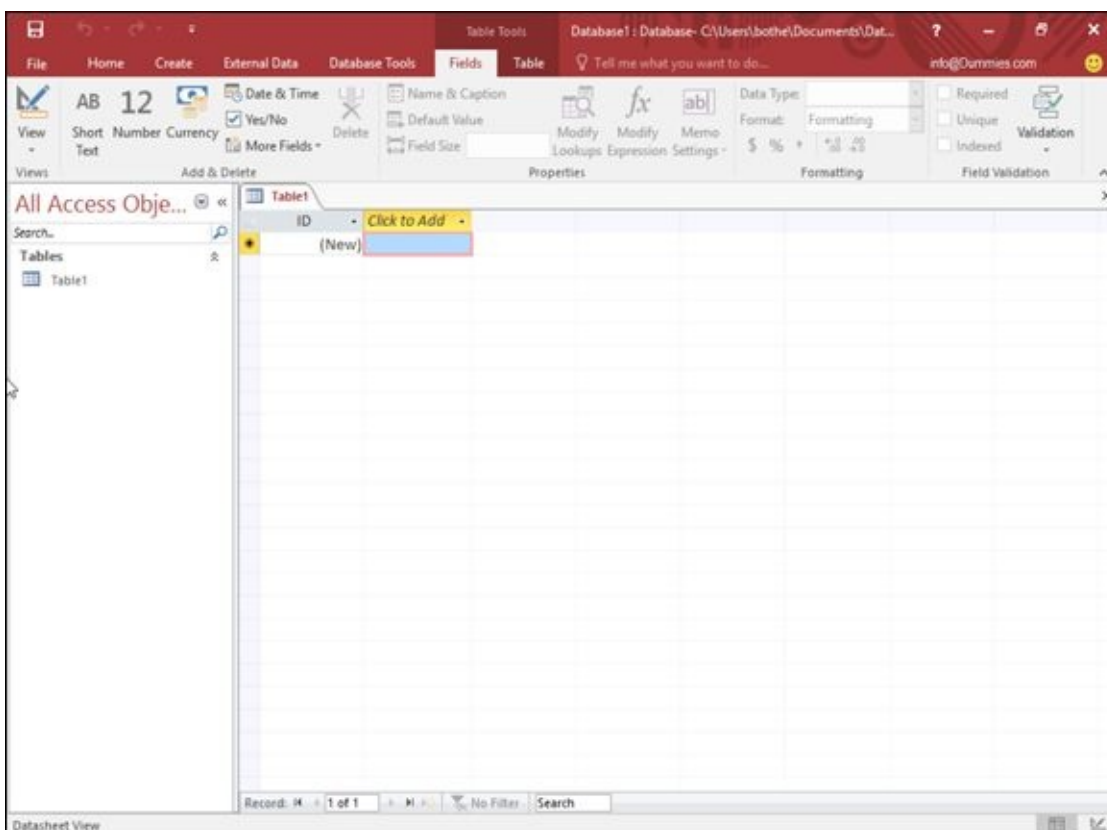 Table Tools Database1 : Database- C:\Users\bothe\Documents\Dat... ?
File Home Create External Data Database Tools Fields Table Tell me what you want to do... info@Dummies.com
View
Views
AB Short Text
12 Number
Currency
Date & Time
Yes/No
More Fields
Delete
Add & Delete
Name & Caption
Default Value
Field Size
Modify Lookups
fx Modify Expression
ab Memo Settings
Properties
Data Type:
Format: Formatting
$ % ,
Formatting
Required
Unique
Indexed
Validation
Field Validation
All Access Obje... «
Search...
Tables
Table1
Table1
ID Click to Add
(New)
Record: 1 of 1 No Filter Search
Datasheet View